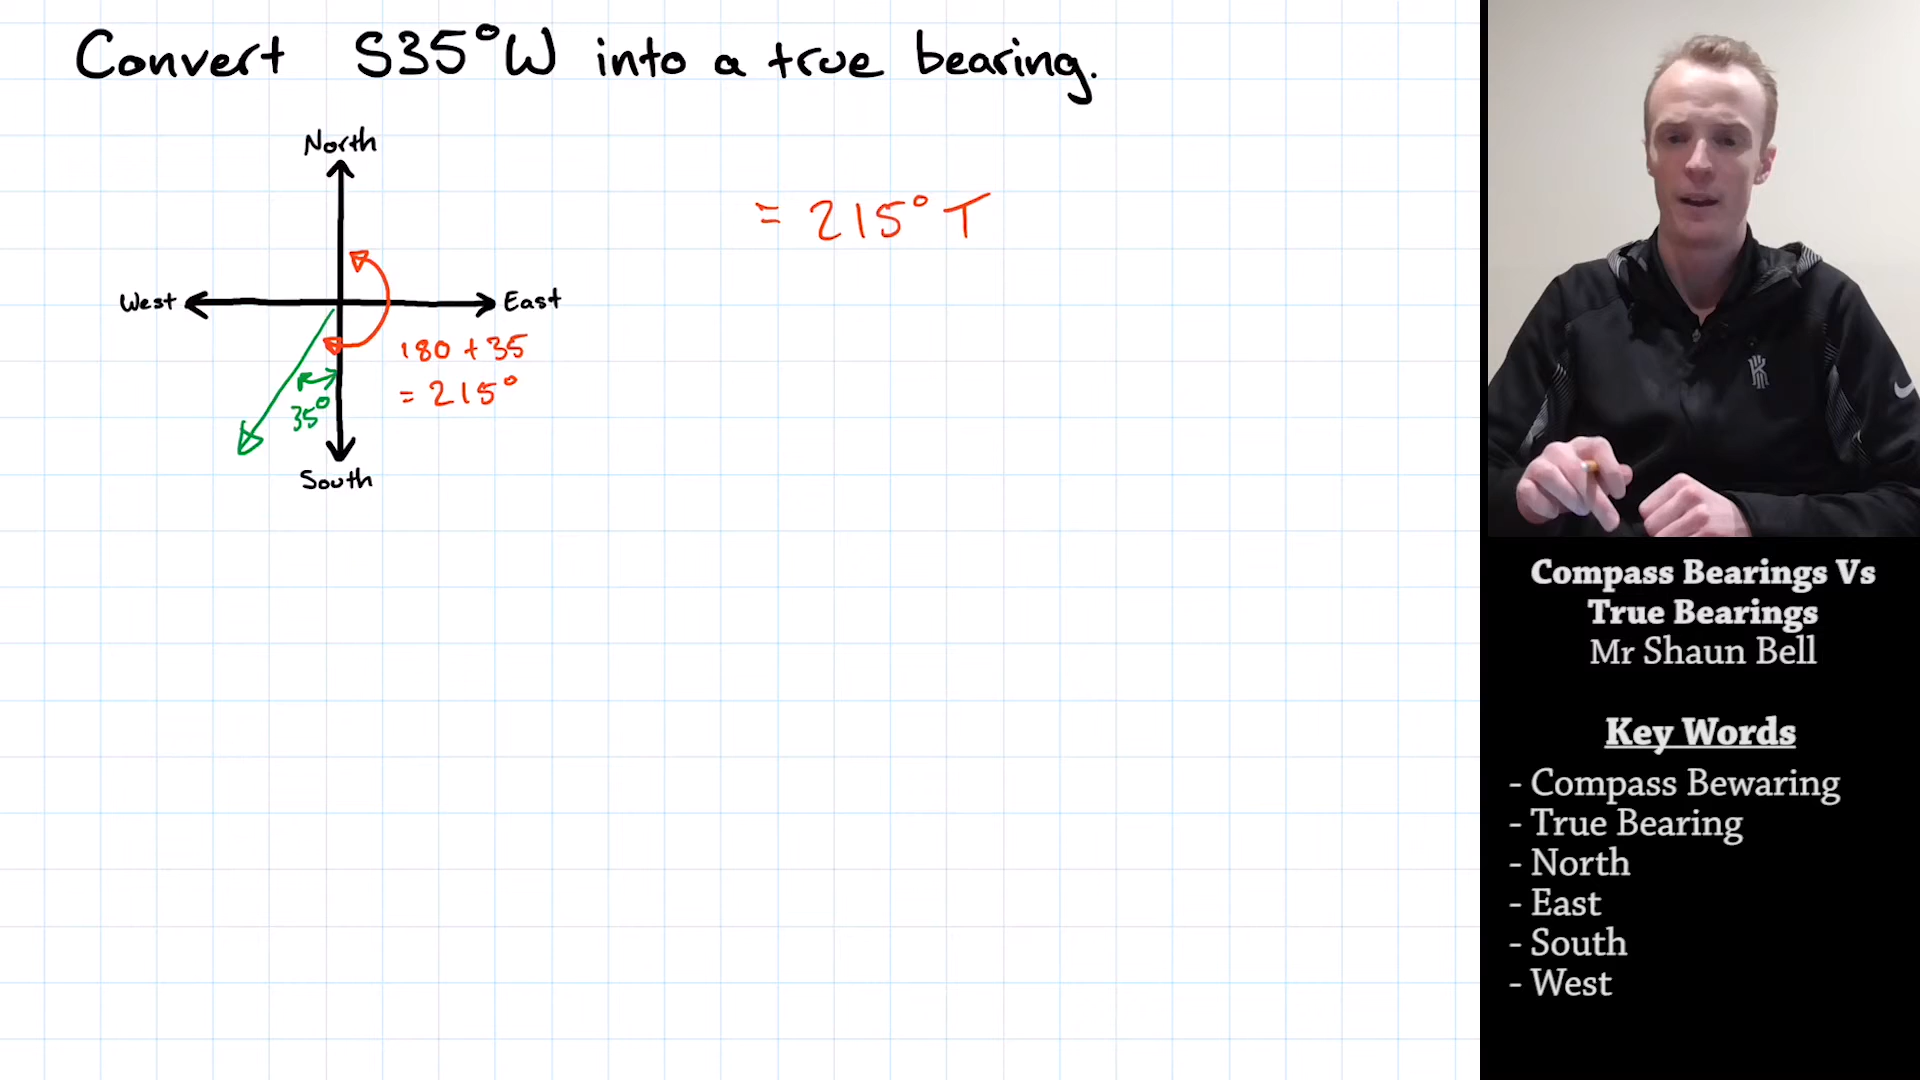 Convert S35°W into a true bearing.
North
= 215° T
West
East
180 + 35
= 215°
35°
South
Compass Bearings Vs
True Bearings
Mr Shaun Bell
Key Words
- Compass Bewaring
- True Bearing
- North
- East
- South
- West